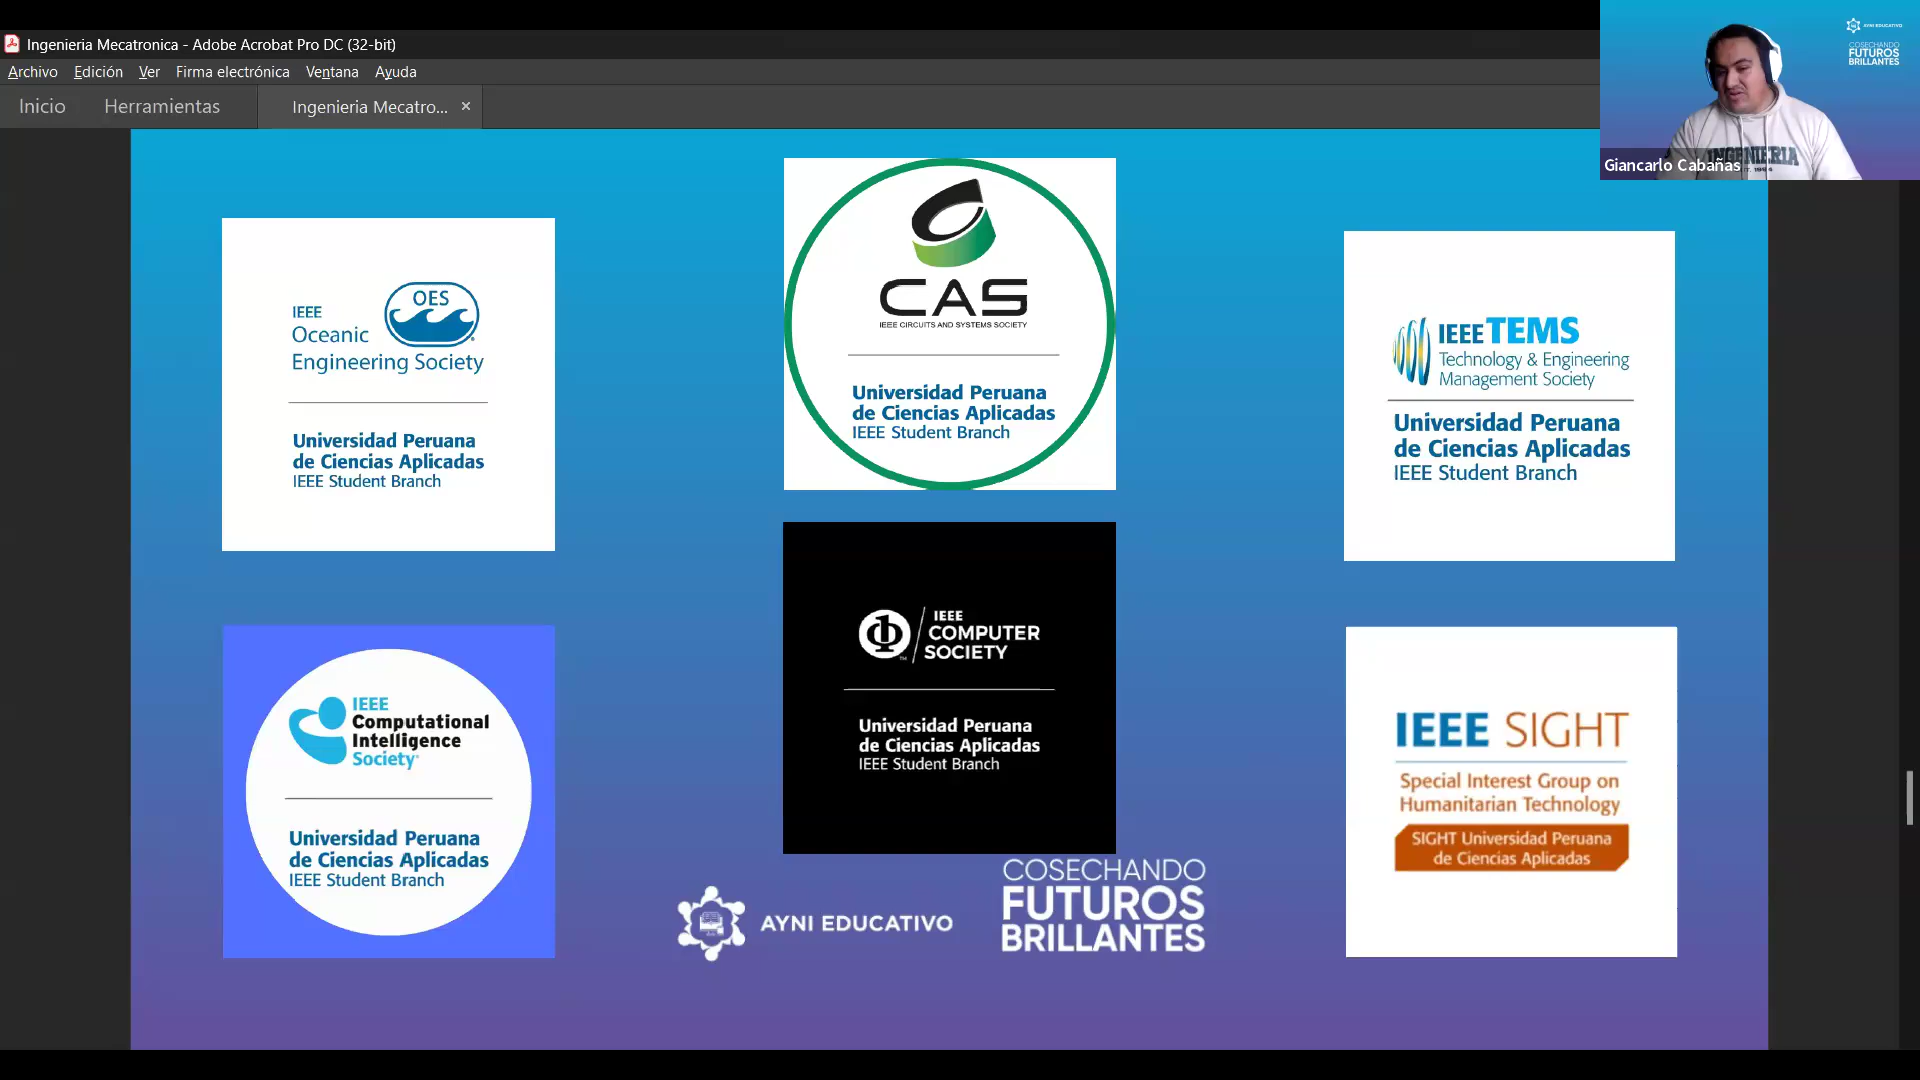 Ingenieria Mecatronica - Adobe Acrobat Pro DC (32-bit)
Archivo Edición Ver Firma electrónica Ventana Ayuda
Inicio Herramientas Ingenieria Mecatro... ×
AYNI EDUCATIVO
COSECHANDO
FUTUROS
BRILLANTES
INGENIERIA
Giancarlo Cabañas
IEEE
Oceanic
Engineering Society
OES
Universidad Peruana
de Ciencias Aplicadas
IEEE Student Branch
CAS
IEEE CIRCUITS AND SYSTEMS SOCIETY
Universidad Peruana
de Ciencias Aplicadas
IEEE Student Branch
IEEE TEMS
Technology & Engineering
Management Society
Universidad Peruana
de Ciencias Aplicadas
IEEE Student Branch
IEEE
Computational
Intelligence
Society
Universidad Peruana
de Ciencias Aplicadas
IEEE Student Branch
IEEE
COMPUTER
SOCIETY
TM
Universidad Peruana
de Ciencias Aplicadas
IEEE Student Branch
IEEE SIGHT
Special Interest Group on
Humanitarian Technology
SIGHT Universidad Peruana
de Ciencias Aplicadas
AYNI EDUCATIVO
COSECHANDO
FUTUROS
BRILLANTES